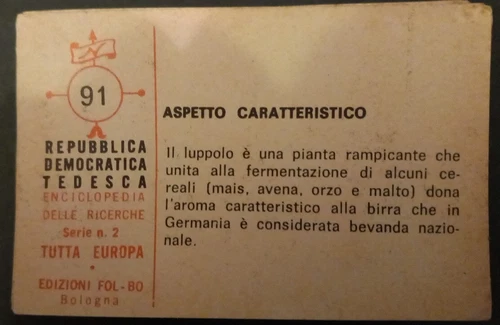 91
REPUBBLICA
DEMOCRATICA
TEDESCA
ENCICLOPEDIA
DELLE RICERCHE
Serie n. 2
TUTTA EUROPA
•
EDIZIONI FOL-BO
Bologna
ASPETTO CARATTERISTICO
Il luppolo è una pianta rampicante che
unita alla fermentazione di alcuni ce-
reali (mais, avena, orzo e malto) dona
l'aroma caratteristico alla birra che in
Germania è considerata bevanda nazio-
nale.